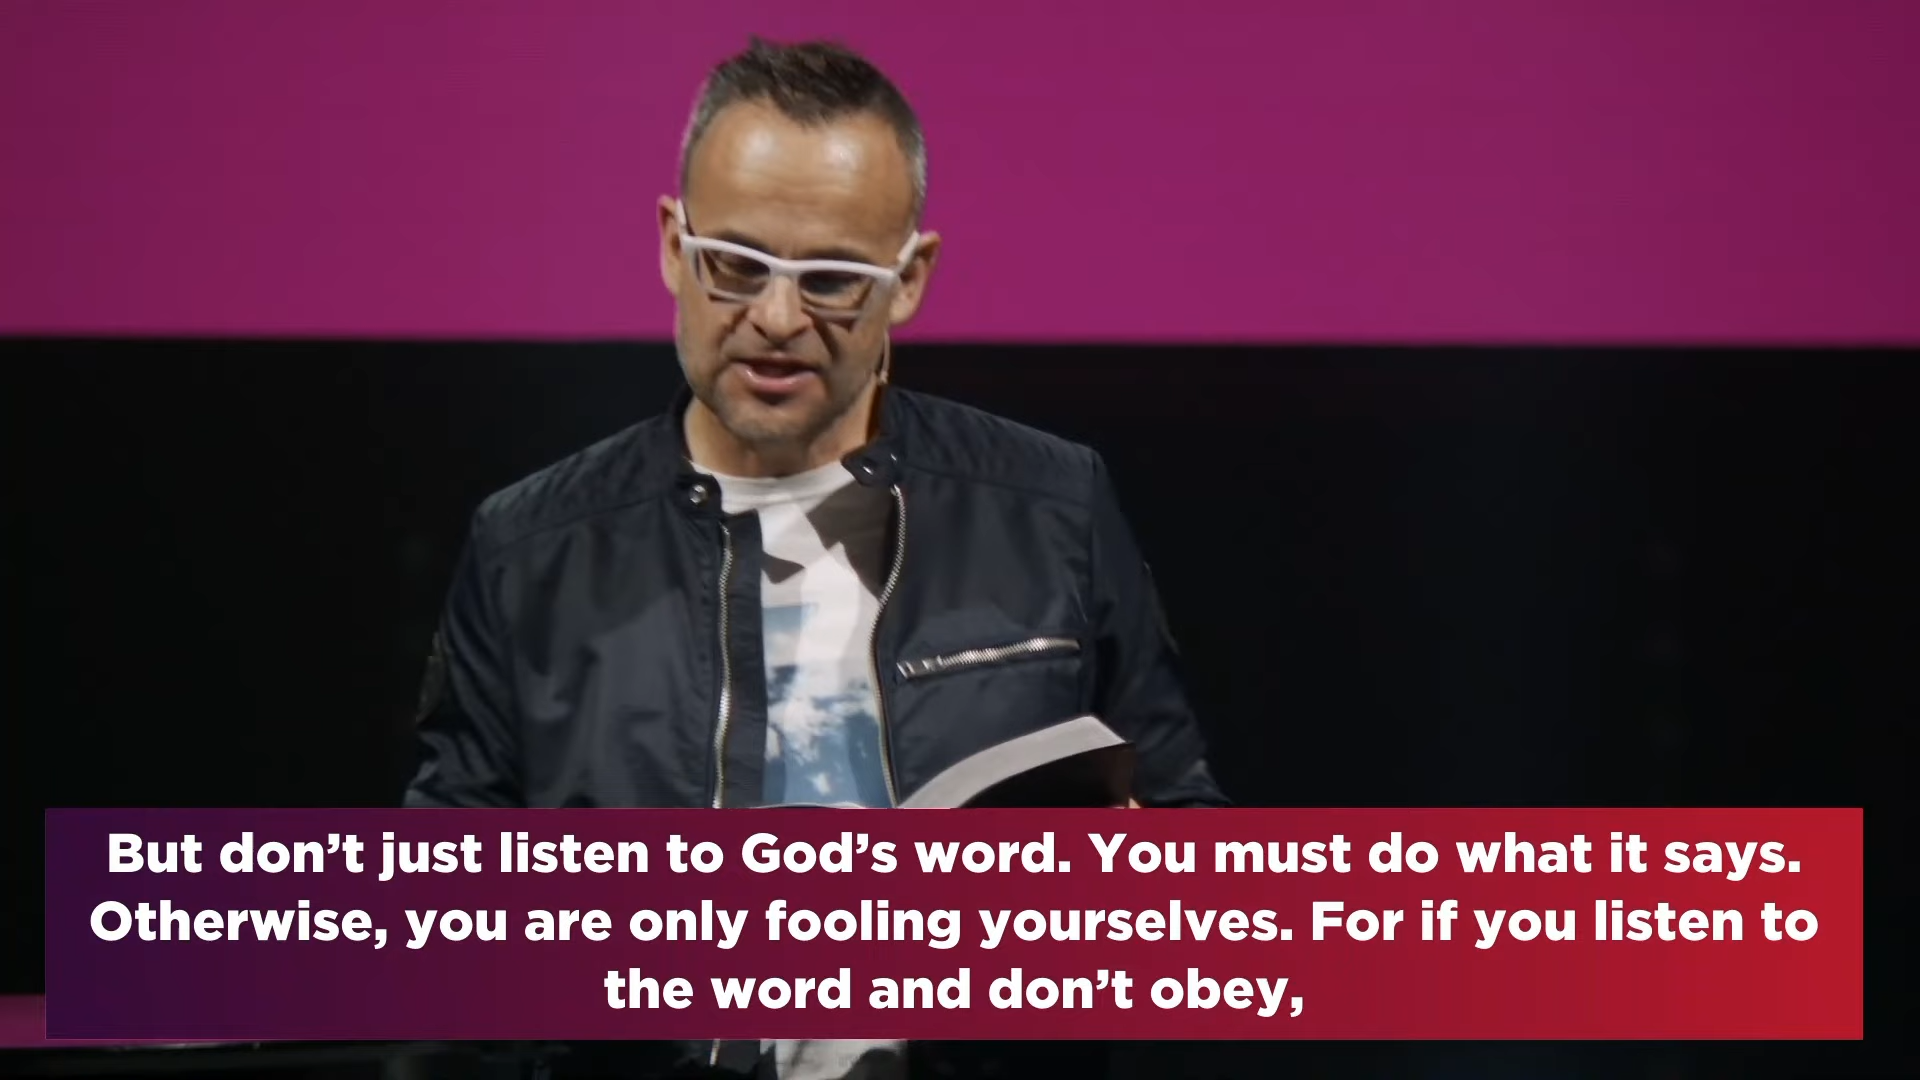 But don’t just listen to God’s word. You must do what it says.
Otherwise, you are only fooling yourselves. For if you listen to
the word and don’t obey,